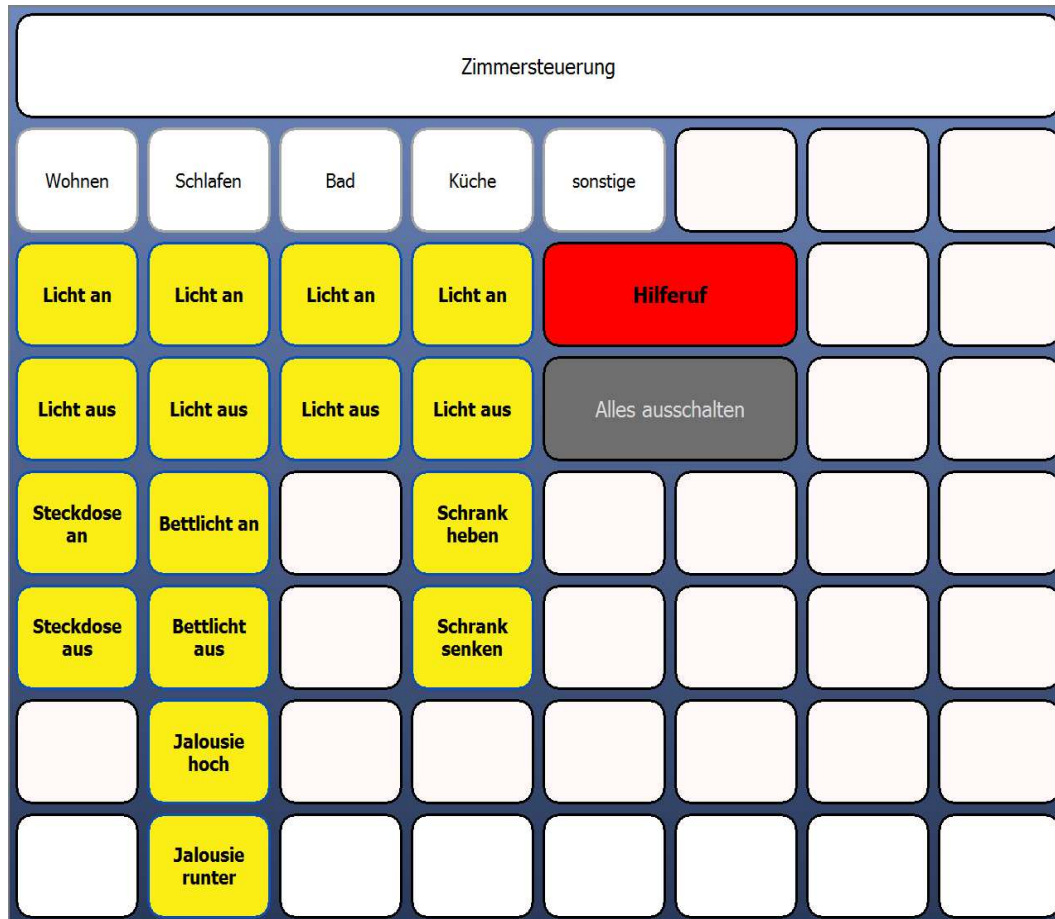 Zimmersteuerung
Wohnen
Schlafen
Bad
Küche
sonstige
Licht an
Licht an
Licht an
Licht an
Hilferuf
Licht aus
Licht aus
Licht aus
Licht aus
Alles ausschalten
Steckdose
an
Bettlicht an
Schrank
heben
Steckdose
aus
Bettlicht
aus
Schrank
senken
Jalousie
hoch
Jalousie
runter